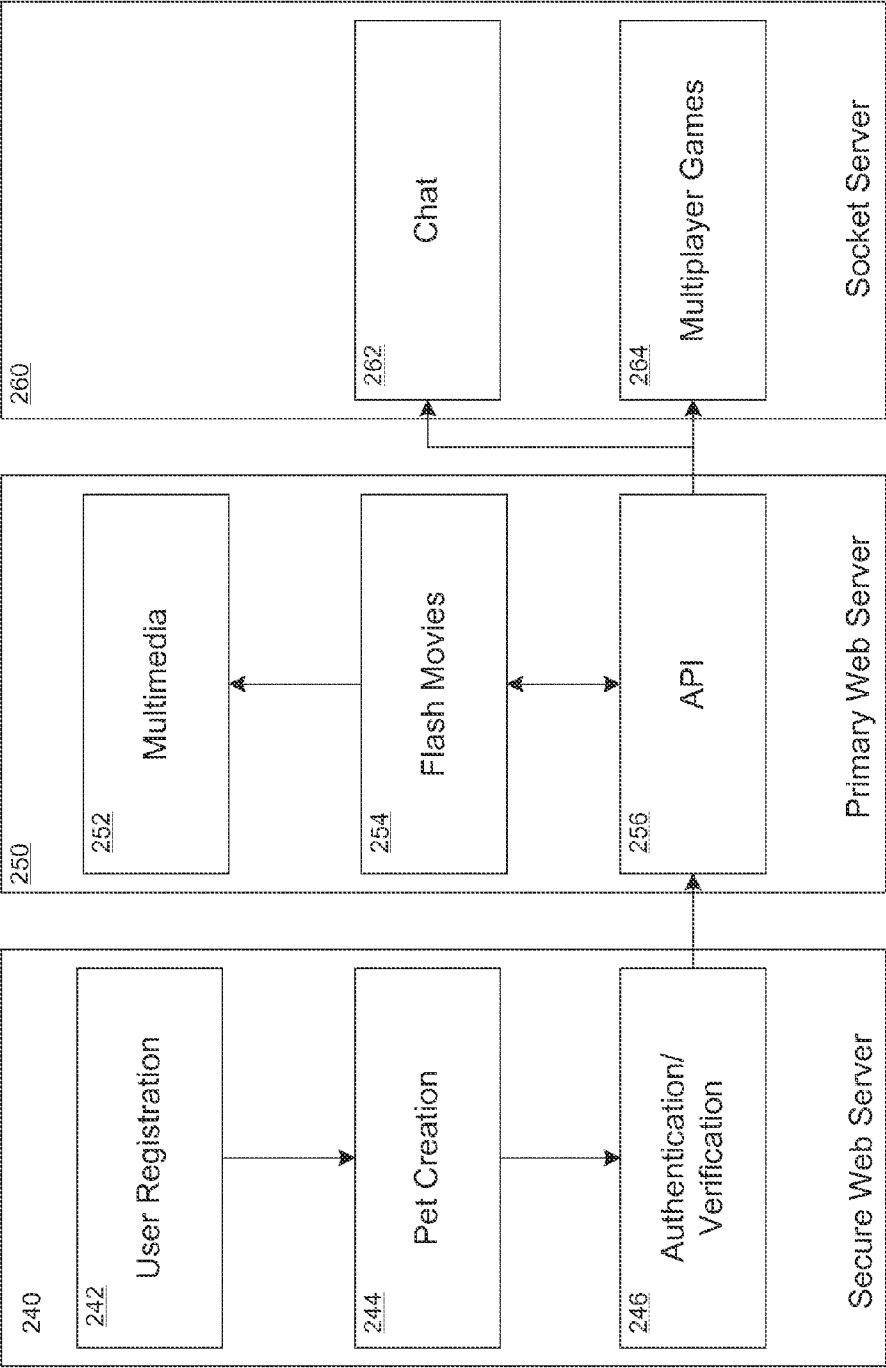 240
242
User Registration
244
Pet Creation
246
Authentication/
Verification
Secure Web Server
250
252
Multimedia
254
Flash Movies
256
API
Primary Web Server
260
262
Chat
264
Multiplayer Games
Socket Server